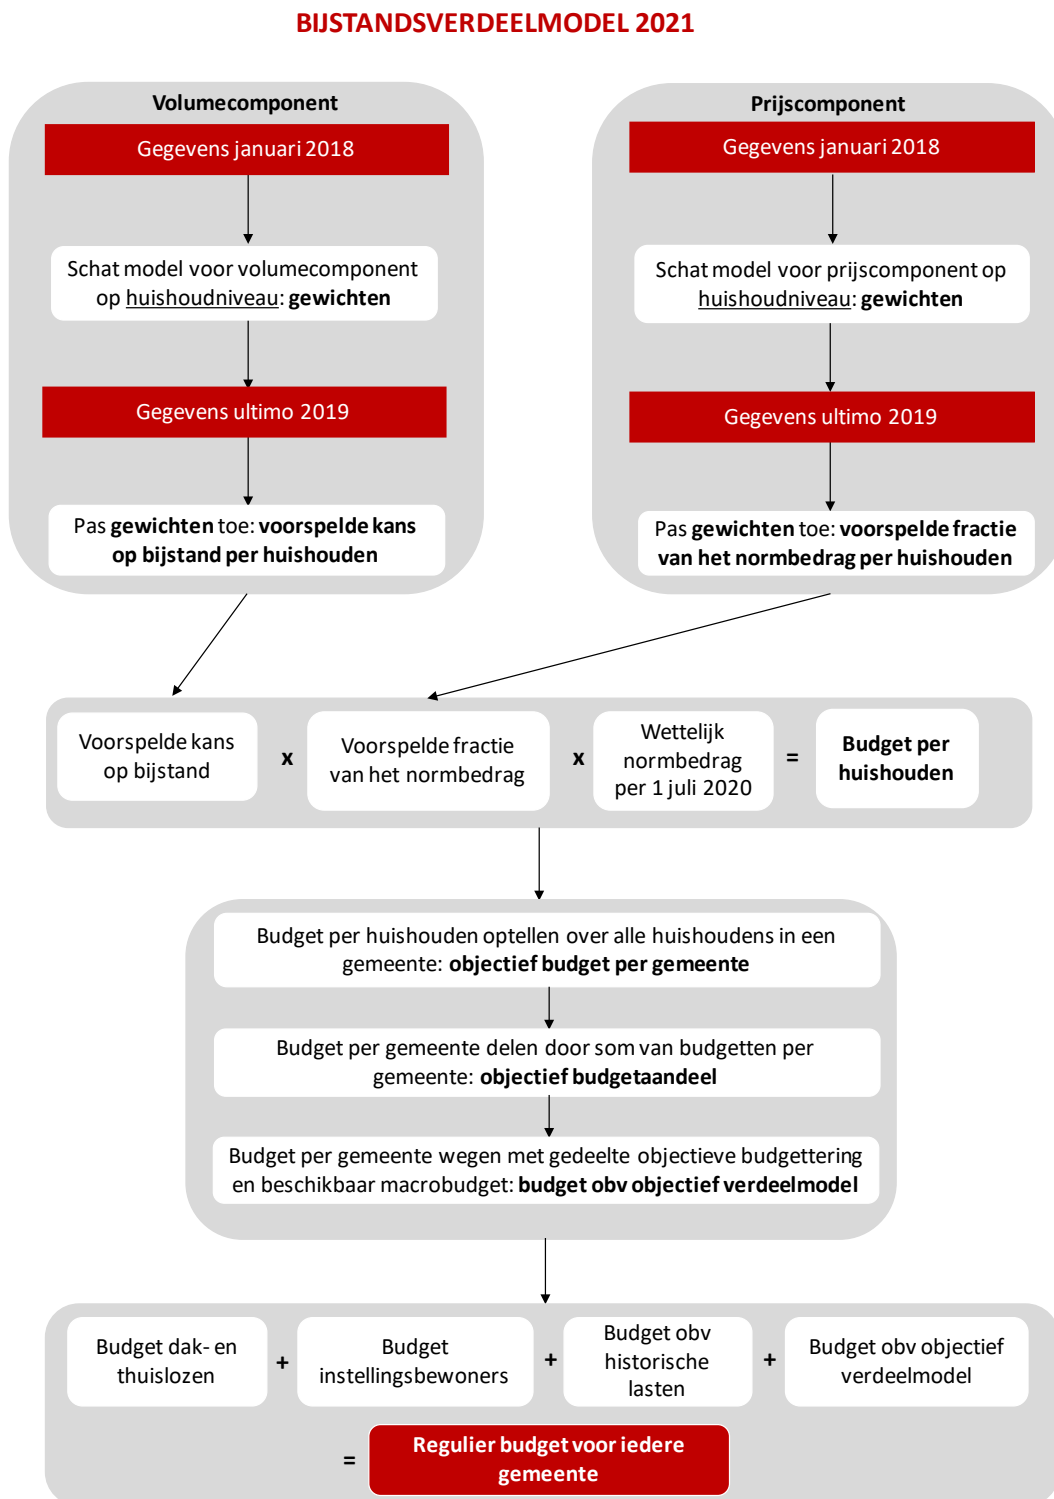 BIJSTANDSVERDEELMODEL 2021
Volumecomponent
Gegevens januari 2018
Schat model voor volumecomponent
op huishoudniveau: gewichten
Gegevens ultimo 2019
Pas gewichten toe: voorspelde kans
op bijstand per huishouden
Prijscomponent
Gegevens januari 2018
Schat model voor prijscomponent op
huishoudniveau: gewichten
Gegevens ultimo 2019
Pas gewichten toe: voorspelde fractie
van het normbedrag per huishouden
Voorspelde kans
op bijstand
x
Voorspelde fractie
van het normbedrag
x
Wettelijk
normbedrag
per 1 juli 2020
=
Budget per
huishouden
Budget per huishouden optellen over alle huishoudens in een
gemeente: objectief budget per gemeente
Budget per gemeente delen door som van budgetten per
gemeente: objectief budgetaandeel
Budget per gemeente wegen met gedeelte objectieve budgettering
en beschikbaar macrobudget: budget obv objectief verdeelmodel
Budget dak- en
thuislozen
+
Budget
instellingsbewoners
+
Budget obv
historische
lasten
+
Budget obv objectief
verdeelmodel
=
Regulier budget voor iedere
gemeente